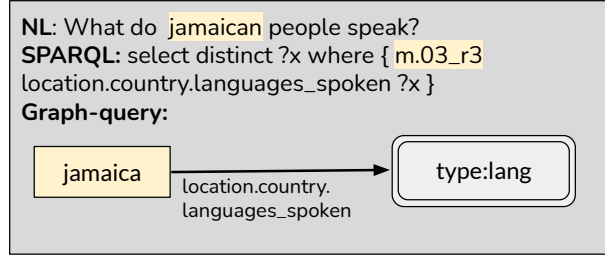 NL: What do jamaican people speak?
SPARQL: select distinct ?x where { m.03_r3
location.country.languages_spoken ?x }
Graph-query:
jamaica
location.country.
languages_spoken
type:lang